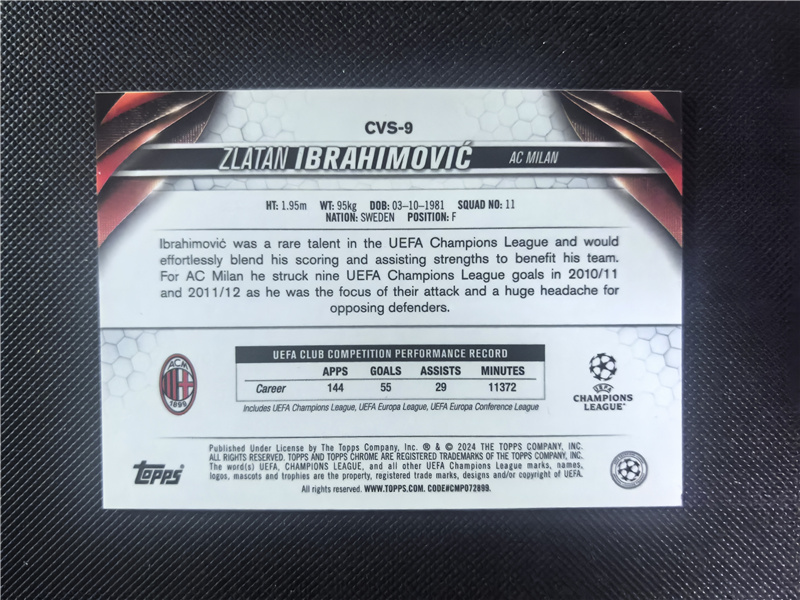 CVS-9
ZLATAN IBRAHIMOVIĆ AC MILAN
HT: 1.95m WT: 95kg DOB: 03-10-1981 SQUAD NO: 11
NATION: SWEDEN POSITION: F
Ibrahimović was a rare talent in the UEFA Champions League and would
effortlessly blend his scoring and assisting strengths to benefit his team.
For AC Milan he struck nine UEFA Champions League goals in 2010/11
and 2011/12 as he was the focus of their attack and a huge headache for
opposing defenders.
UEFA CLUB COMPETITION PERFORMANCE RECORD
APPS GOALS ASSISTS MINUTES
Career 144 55 29 11372
Includes UEFA Champions League, UEFA Europa League, UEFA Europa Conference League
ACM
1899
UEFA
CHAMPIONS
LEAGUE™
Topps®
Published Under License by The Topps Company, Inc. ® & © 2024 THE TOPPS COMPANY, INC.
ALL RIGHTS RESERVED. TOPPS AND TOPPS CHROME ARE REGISTERED TRADEMARKS OF THE TOPPS COMPANY, INC.
The word(s) UEFA, CHAMPIONS LEAGUE, and all other UEFA Champions League marks, names,
logos, mascots and trophies are the property, registered trade marks, designs and/or copyright of UEFA.
All rights reserved. WWW.TOPPS.COM. CODE#CMP072899.